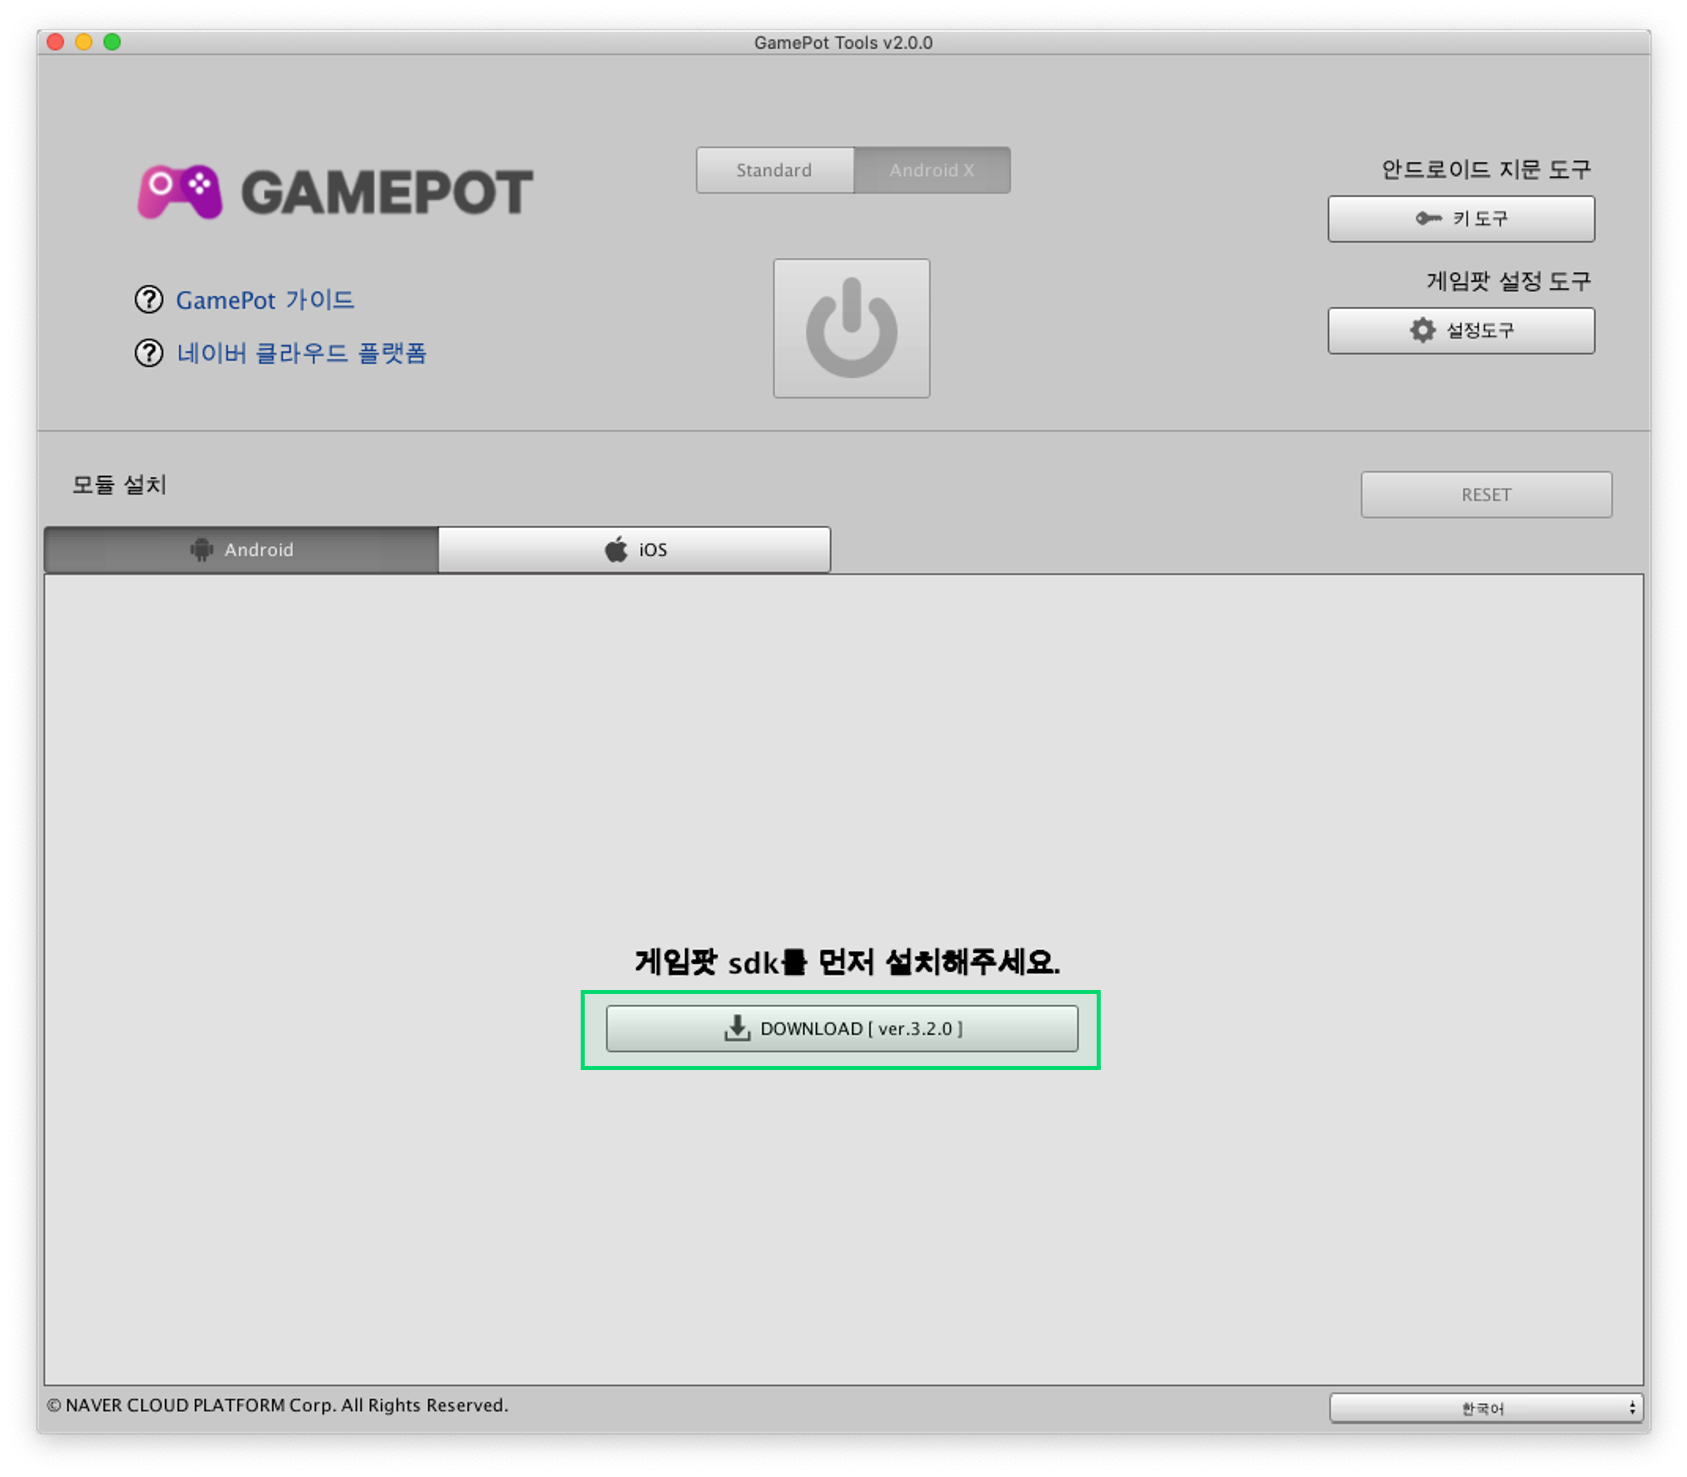 GamePot Tools v2.0.0
GAMEPOT
Standard
Android X
안드로이드 지문 도구
키 도구
게임팟 설정 도구
설정도구
? GamePot 가이드
? 네이버 클라우드 플랫폼
모듈 설치
RESET
Android
iOS
게임팟 sdk를 먼저 설치해주세요.
DOWNLOAD [ ver.3.2.0 ]
© NAVER CLOUD PLATFORM Corp. All Rights Reserved.
한국어